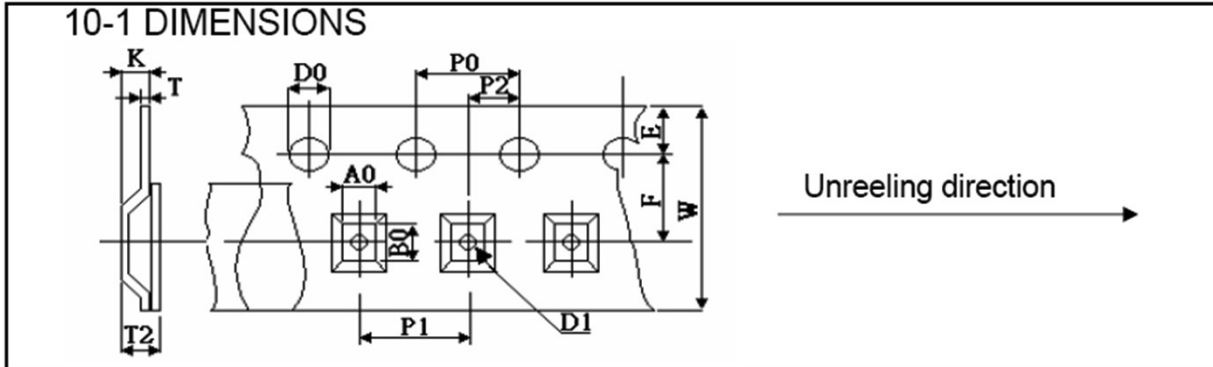 10-1 DIMENSIONS
K
P0
D0
P2
T
E
A0
Unreeling direction
F
W
B0
D1
P1
T2